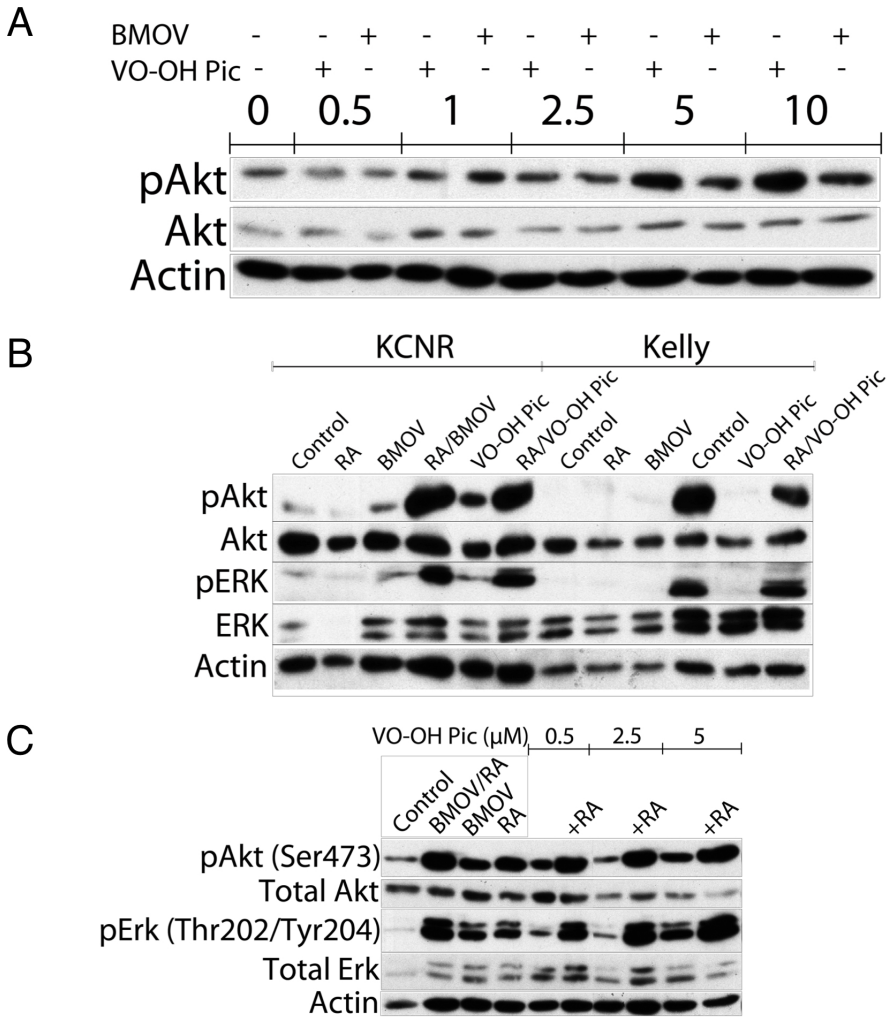 A
BMOV - - + - + - + - + - +
VO-OH Pic - + - + - + - + - + -
0 0.5 1 2.5 5 10
pAkt
Akt
Actin
B
KCNR Kelly
Control RA BMOV RA/BMOV VO-OH Pic RA/VO-OH Pic Control RA BMOV Control VO-OH Pic RA/VO-OH Pic
pAkt
Akt
pERK
ERK
Actin
C
VO-OH Pic (μM) 0.5 2.5 5
Control BMOV/RA BMOV RA +RA +RA +RA
pAkt (Ser473)
Total Akt
pErk (Thr202/Tyr204)
Total Erk
Actin